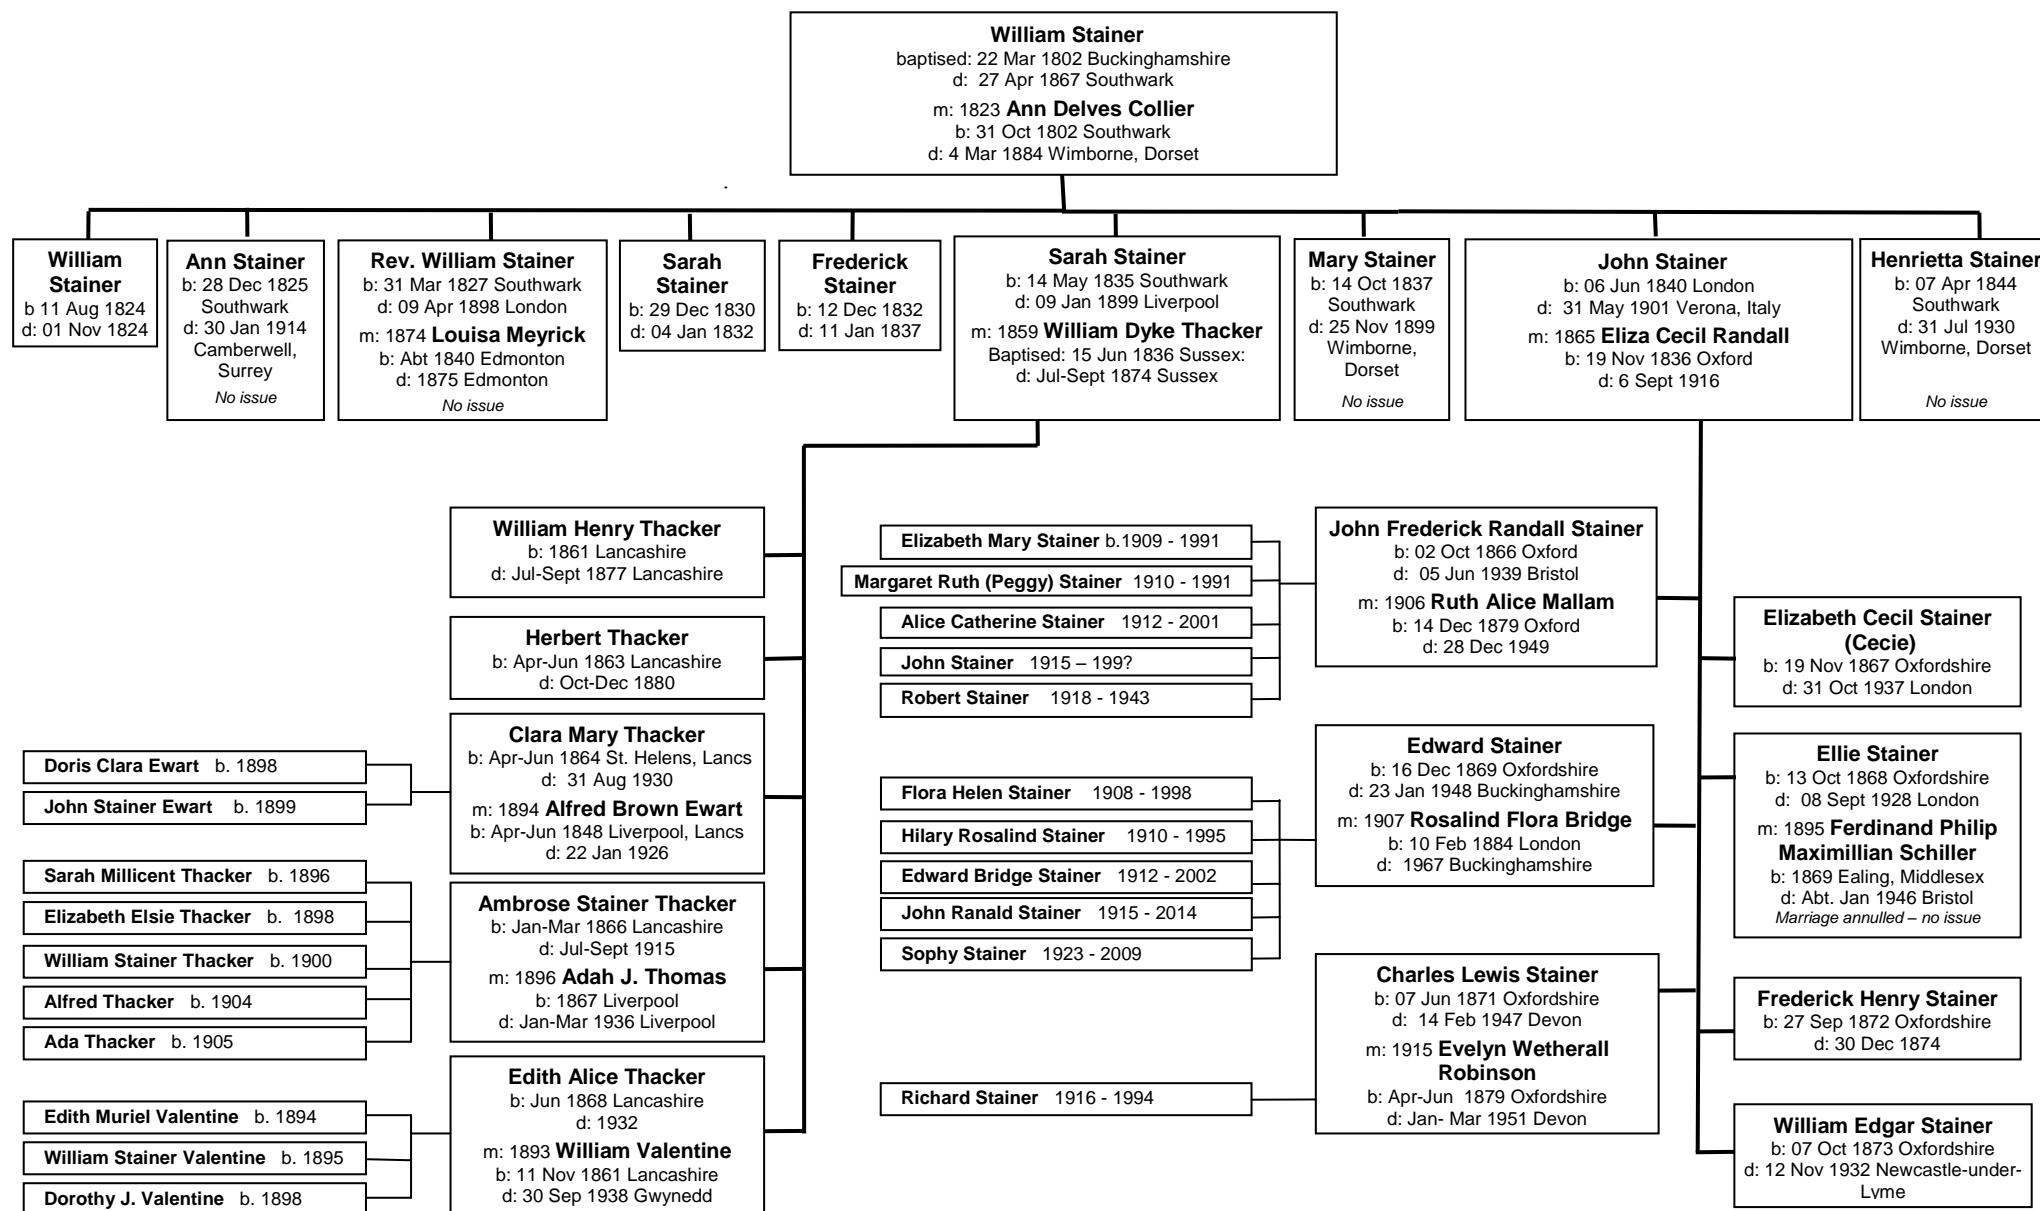 William Stainer
baptised: 22 Mar 1802 Buckinghamshire
d: 27 Apr 1867 Southwark
m: 1823 Ann Delves Collier
b: 31 Oct 1802 Southwark
d: 4 Mar 1884 Wimborne, Dorset
William
Stainer
b 11 Aug 1824
d: 01 Nov 1824
Ann Stainer
b: 28 Dec 1825
Southwark
d: 30 Jan 1914
Camberwell,
Surrey
No issue
Rev. William Stainer
b: 31 Mar 1827 Southwark
d: 09 Apr 1898 London
m: 1874 Louisa Meyrick
b: Abt 1840 Edmonton
d: 1875 Edmonton
No issue
Sarah
Stainer
b: 29 Dec 1830
d: 04 Jan 1832
Frederick
Stainer
b: 12 Dec 1832
d: 11 Jan 1837
Sarah Stainer
b: 14 May 1835 Southwark
d: 09 Jan 1899 Liverpool
m: 1859 William Dyke Thacker
Baptised: 15 Jun 1836 Sussex:
d: Jul-Sept 1874 Sussex
Mary Stainer
b: 14 Oct 1837
Southwark
d: 25 Nov 1899
Wimborne,
Dorset
No issue
John Stainer
b: 06 Jun 1840 London
d: 31 May 1901 Verona, Italy
m: 1865 Eliza Cecil Randall
b: 19 Nov 1836 Oxford
d: 6 Sept 1916
Henrietta Stainer
b: 07 Apr 1844
Southwark
d: 31 Jul 1930
Wimborne, Dorset
No issue
William Henry Thacker
b: 1861 Lancashire
d: Jul-Sept 1877 Lancashire
Herbert Thacker
b: Apr-Jun 1863 Lancashire
d: Oct-Dec 1880
Clara Mary Thacker
b: Apr-Jun 1864 St. Helens, Lancs
d: 31 Aug 1930
m: 1894 Alfred Brown Ewart
b: Apr-Jun 1848 Liverpool, Lancs
d: 22 Jan 1926
Doris Clara Ewart b. 1898
John Stainer Ewart b. 1899
Ambrose Stainer Thacker
b: Jan-Mar 1866 Lancashire
d: Jul-Sept 1915
m: 1896 Adah J. Thomas
b: 1867 Liverpool
d: Jan-Mar 1936 Liverpool
Sarah Millicent Thacker b. 1896
Elizabeth Elsie Thacker b. 1898
William Stainer Thacker b. 1900
Alfred Thacker b. 1904
Ada Thacker b. 1905
Edith Alice Thacker
b: Jun 1868 Lancashire
d: 1932
m: 1893 William Valentine
b: 11 Nov 1861 Lancashire
d: 30 Sep 1938 Gwynedd
Edith Muriel Valentine b. 1894
William Stainer Valentine b. 1895
Dorothy J. Valentine b. 1898
John Frederick Randall Stainer
b: 02 Oct 1866 Oxford
d: 05 Jun 1939 Bristol
m: 1906 Ruth Alice Mallam
b: 14 Dec 1879 Oxford
d: 28 Dec 1949
Elizabeth Mary Stainer b.1909 - 1991
Margaret Ruth (Peggy) Stainer 1910 - 1991
Alice Catherine Stainer 1912 - 2001
John Stainer 1915 – 199?
Robert Stainer 1918 - 1943
Edward Stainer
b: 16 Dec 1869 Oxfordshire
d: 23 Jan 1948 Buckinghamshire
m: 1907 Rosalind Flora Bridge
b: 10 Feb 1884 London
d: 1967 Buckinghamshire
Flora Helen Stainer 1908 - 1998
Hilary Rosalind Stainer 1910 - 1995
Edward Bridge Stainer 1912 - 2002
John Ranald Stainer 1915 - 2014
Sophy Stainer 1923 - 2009
Charles Lewis Stainer
b: 07 Jun 1871 Oxfordshire
d: 14 Feb 1947 Devon
m: 1915 Evelyn Wetherall
Robinson
b: Apr-Jun 1879 Oxfordshire
d: Jan- Mar 1951 Devon
Richard Stainer 1916 - 1994
Elizabeth Cecil Stainer
(Cecie)
b: 19 Nov 1867 Oxfordshire
d: 31 Oct 1937 London
Ellie Stainer
b: 13 Oct 1868 Oxfordshire
d: 08 Sept 1928 London
m: 1895 Ferdinand Philip
Maximillian Schiller
b: 1869 Ealing, Middlesex
d: Abt. Jan 1946 Bristol
Marriage annulled – no issue
Frederick Henry Stainer
b: 27 Sep 1872 Oxfordshire
d: 30 Dec 1874
William Edgar Stainer
b: 07 Oct 1873 Oxfordshire
d: 12 Nov 1932 Newcastle-under-
Lyme